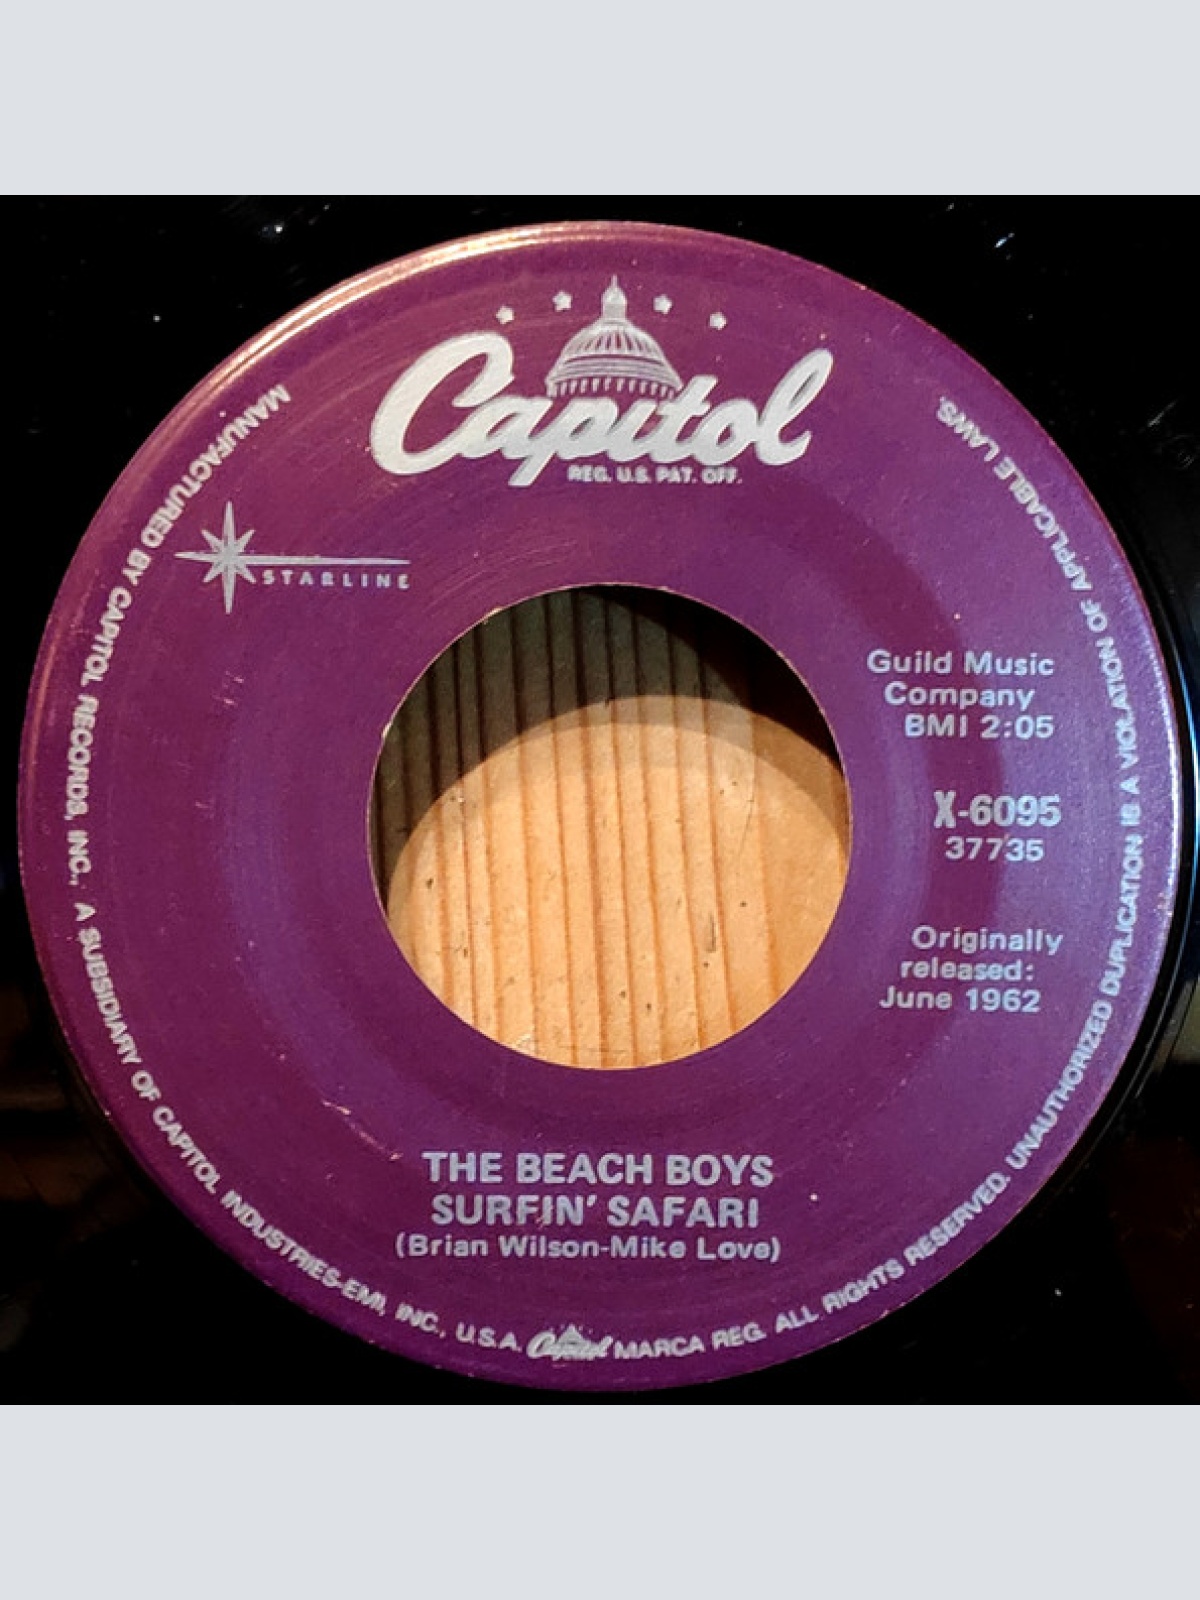 Capitol
REG. U.S. PAT. OFF.
STARLINE
Guild Music
Company
BMI 2:05
X-6095
37735
Originally
released:
June 1962
THE BEACH BOYS
SURFIN' SAFARI
(Brian Wilson-Mike Love)
MANUFACTURED BY CAPITOL RECORDS, INC., A SUBSIDIARY OF CAPITOL INDUSTRIES-EMI, INC., U.S.A. Capitol MARCA REG. ALL RIGHTS RESERVED. UNAUTHORIZED DUPLICATION IS A VIOLATION OF APPLICABLE LAWS.